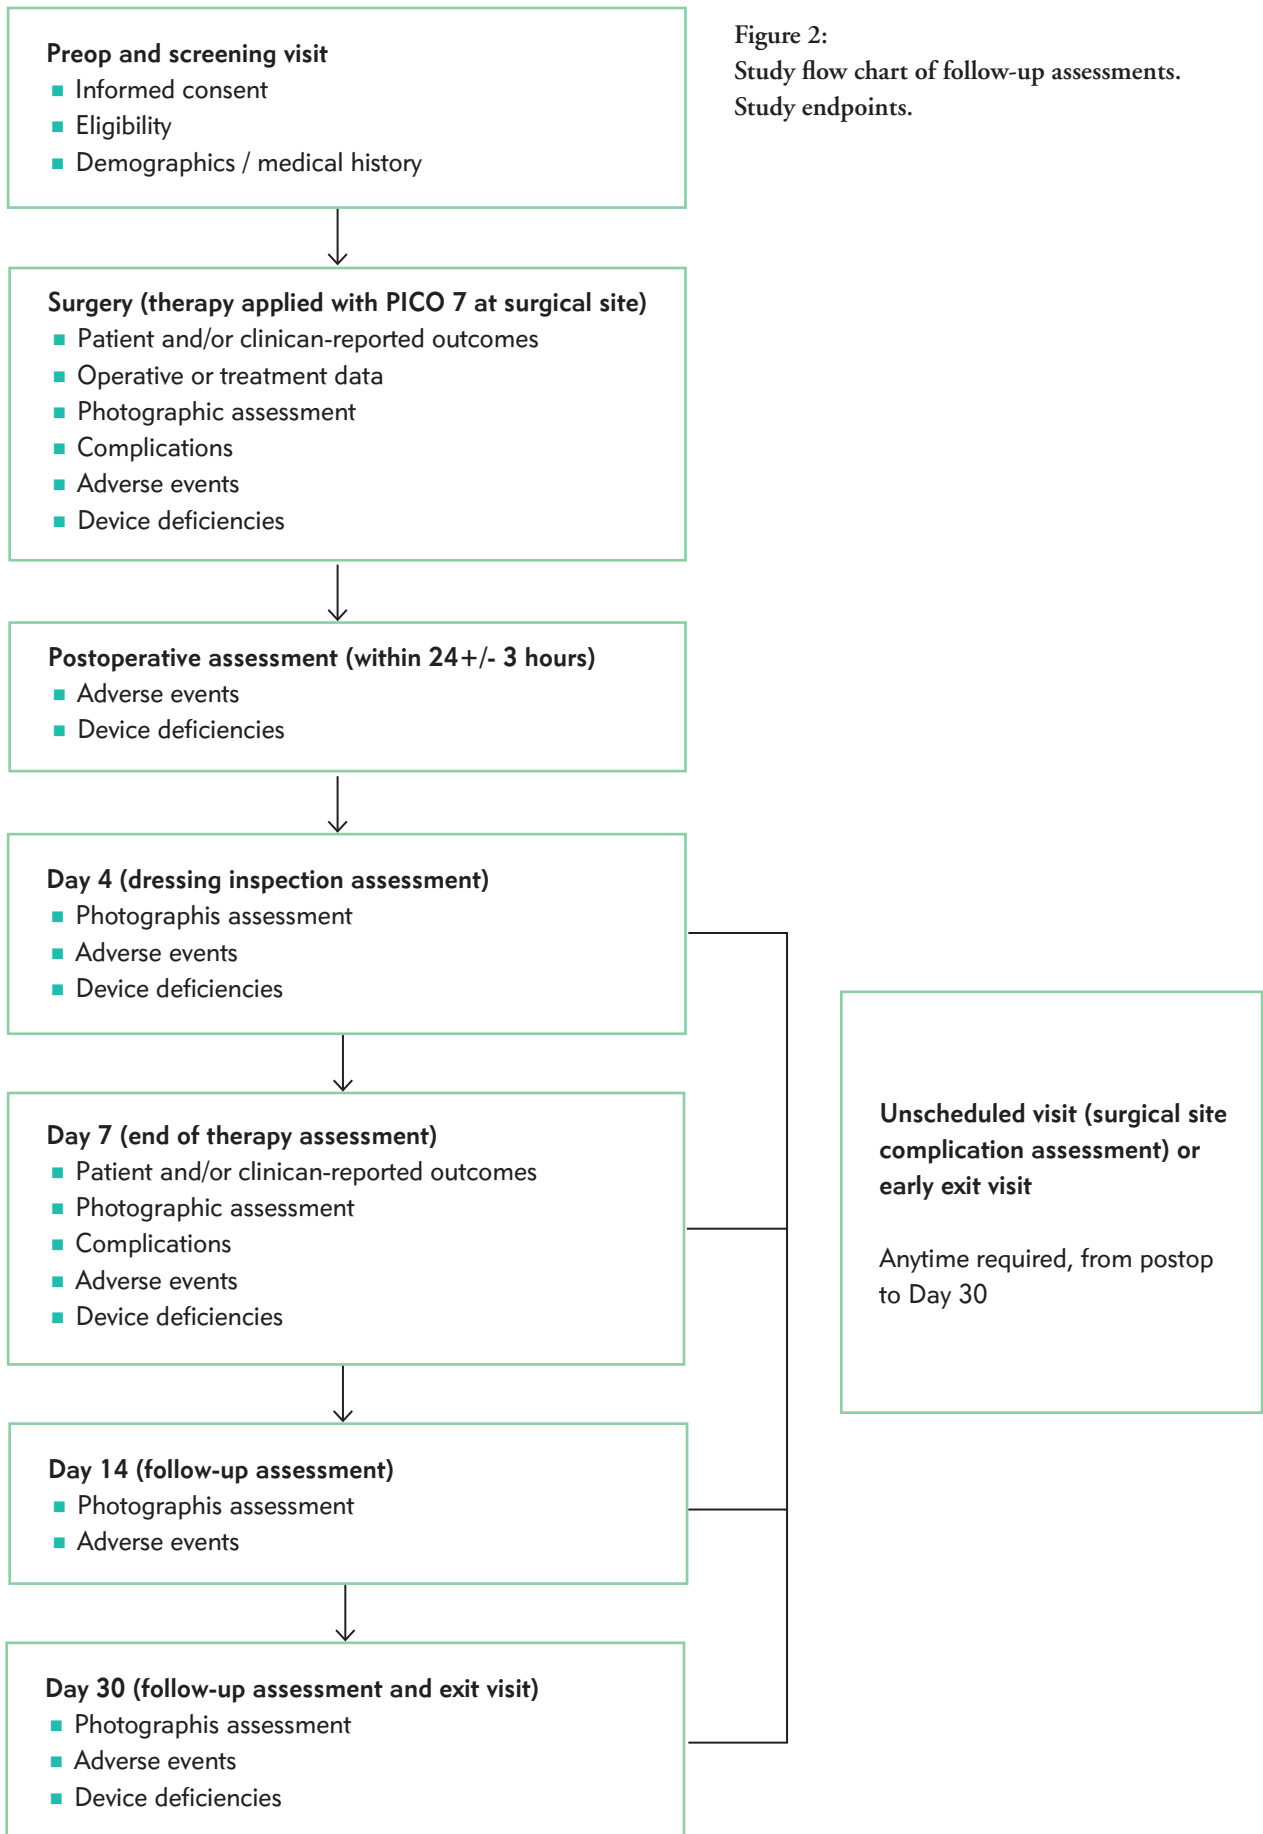 Preop and screening visit
Informed consent
Eligibility
Demographics / medical history
Figure 2:
Study flow chart of follow-up assessments.
Study endpoints.
Surgery (therapy applied with PICO 7 at surgical site)
Patient and/or clinican-reported outcomes
Operative or treatment data
Photographic assessment
Complications
Adverse events
Device deficiencies
Postoperative assessment (within 24+/- 3 hours)
Adverse events
Device deficiencies
Day 4 (dressing inspection assessment)
Photographis assessment
Adverse events
Device deficiencies
Day 7 (end of therapy assessment)
Patient and/or clinican-reported outcomes
Photographic assessment
Complications
Adverse events
Device deficiencies
Unscheduled visit (surgical site
complication assessment) or
early exit visit
Anytime required, from postop
to Day 30
Day 14 (follow-up assessment)
Photographis assessment
Adverse events
Day 30 (follow-up assessment and exit visit)
Photographis assessment
Adverse events
Device deficiencies